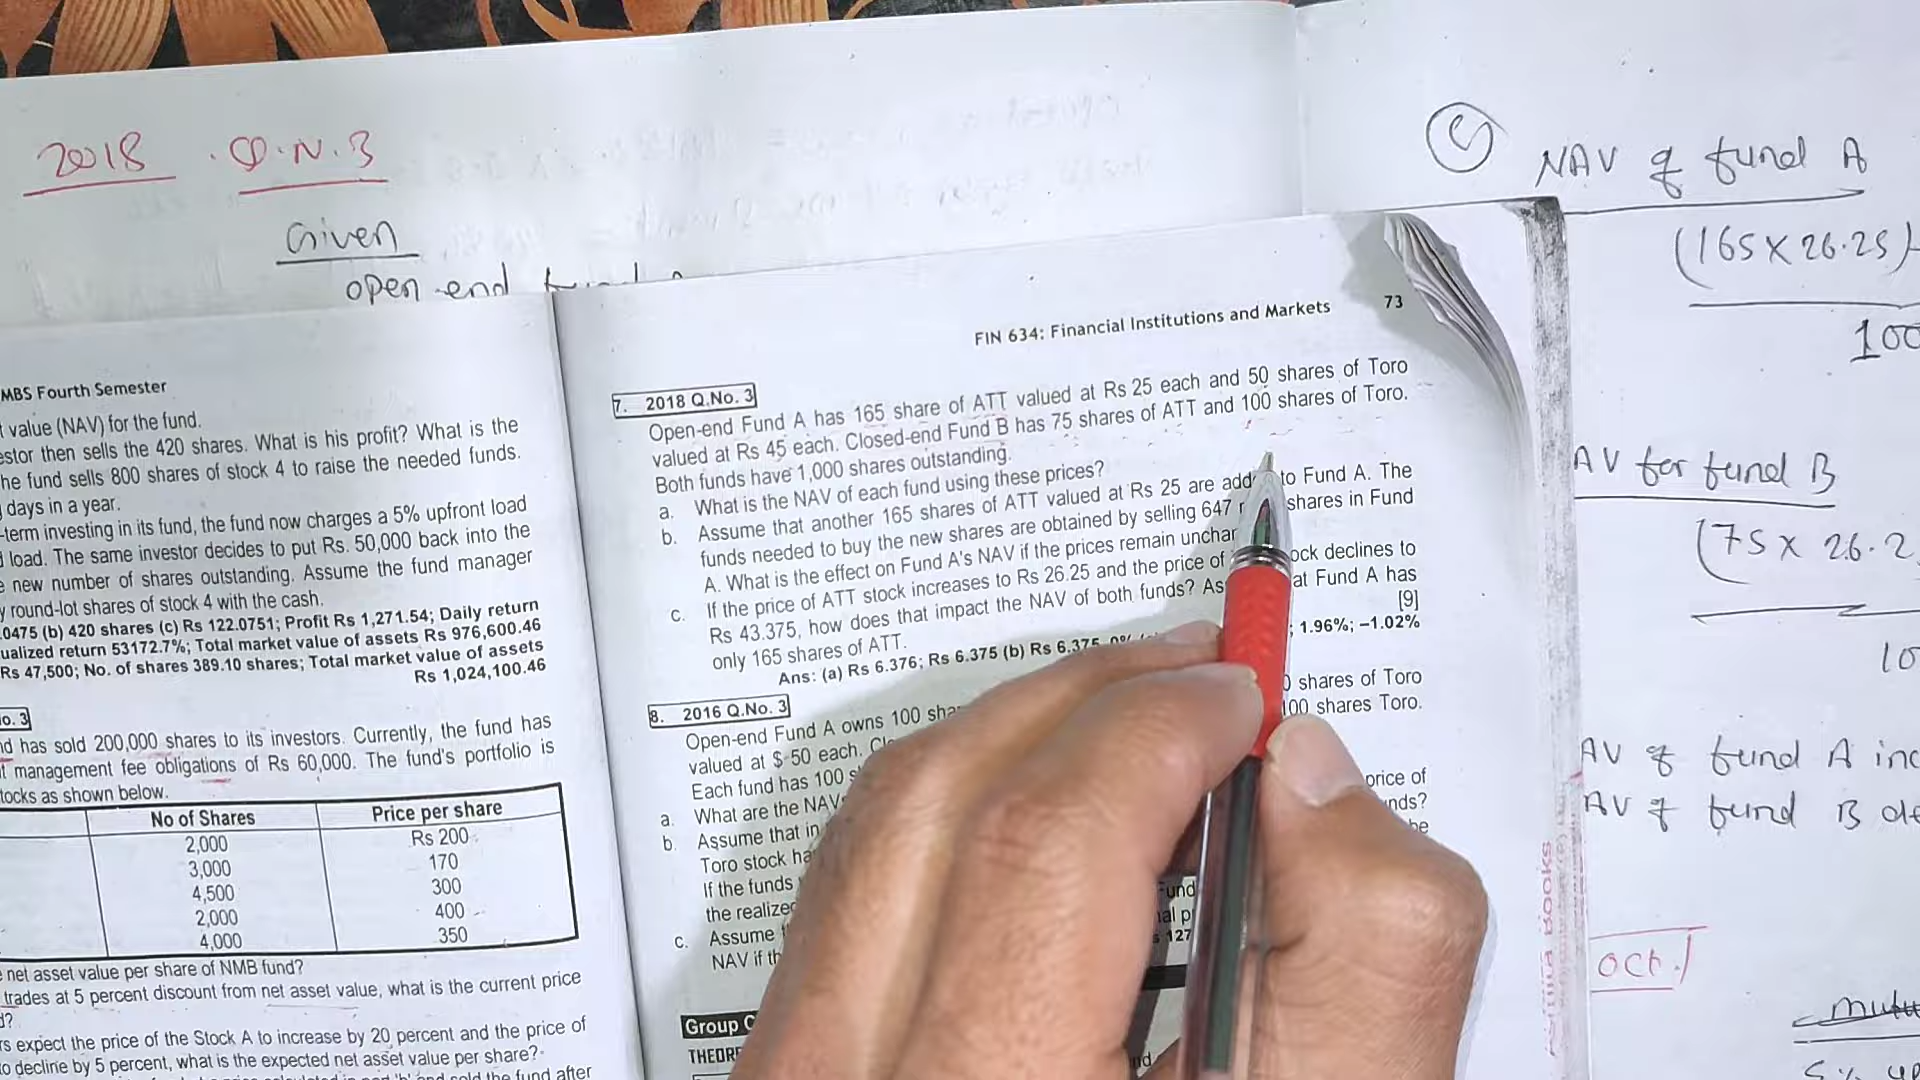 2018 Q.N.3
Given
open-end
C
NAV of fund A
(165 x 26.25)
100
AV for fund B
(75 x 26.2
10
AV of fund A inc
AV of fund B de
oct.
5%
MBS Fourth Semester
t value (NAV) for the fund.
estor then sells the 420 shares. What is his profit? What is the
he fund sells 800 shares of stock 4 to raise the needed funds.
days in a year.
-term investing in its fund, the fund now charges a 5% upfront load
load. The same investor decides to put Rs. 50,000 back into the
e new number of shares outstanding. Assume the fund manager
y round-lot shares of stock 4 with the cash.
.0475 (b) 420 shares (c) Rs 122.0751; Profit Rs 1,271.54; Daily return
ualized return 53172.7%; Total market value of assets Rs 976,600.46
Rs 47,500; No. of shares 389.10 shares; Total market value of assets
Rs 1,024,100.46
o. 3
nd has sold 200,000 shares to its investors. Currently, the fund has
t management fee obligations of Rs 60,000. The fund's portfolio is
tocks as shown below.
No of Shares Price per share
2,000 Rs 200
3,000 170
4,500 300
2,000 400
4,000 350
e net asset value per share of NMB fund?
trades at 5 percent discount from net asset value, what is the current price
d?
rs expect the price of the Stock A to increase by 20 percent and the price of
o decline by 5 percent, what is the expected net asset value per share?
sold the fund after
FIN 634: Financial Institutions and Markets 73
7. 2018 Q.No. 3
Open-end Fund A has 165 share of ATT valued at Rs 25 each and 50 shares of Toro
valued at Rs 45 each. Closed-end Fund B has 75 shares of ATT and 100 shares of Toro.
Both funds have 1,000 shares outstanding.
a. What is the NAV of each fund using these prices?
b. Assume that another 165 shares of ATT valued at Rs 25 are add to Fund A. The
funds needed to buy the new shares are obtained by selling 647 shares in Fund
A. What is the effect on Fund A's NAV if the prices remain unchar
c. If the price of ATT stock increases to Rs 26.25 and the price of ock declines to
Rs 43.375, how does that impact the NAV of both funds? As at Fund A has
only 165 shares of ATT. [9]
Ans: (a) Rs 6.376; Rs 6.375 (b) Rs 6.375 ; 1.96%; –1.02%
8. 2016 Q.No. 3
Open-end Fund A owns 100 sha 0 shares of Toro
valued at $ 50 each. Cl 100 shares Toro.
Each fund has 100 s
a. What are the NAV
b. Assume that in price of
Toro stock ha nds?
If the funds be
the realized
c. Assume Fund
NAV if th 127
Group C
THEOR
ASMITA BOOKS